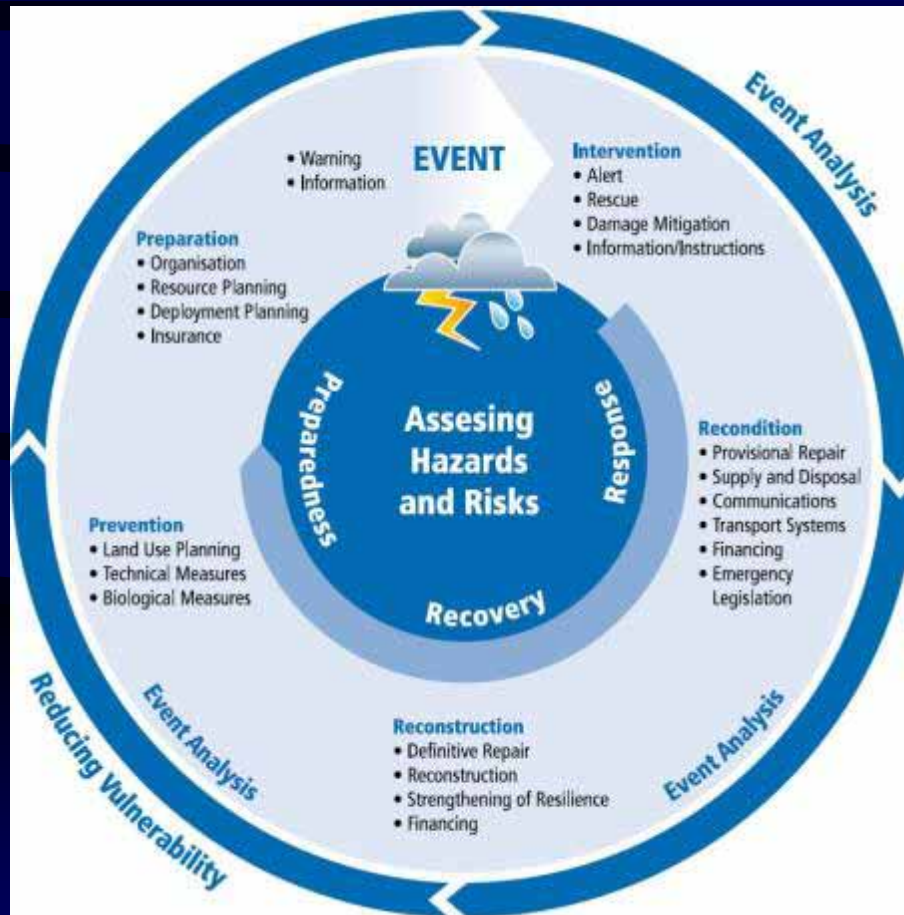 Event Analysis
EVENT
• Warning
• Information
Intervention
• Alert
• Rescue
• Damage Mitigation
• Information/Instructions
Preparation
• Organisation
• Resource Planning
• Deployment Planning
• Insurance
Preparedness
Assesing
Hazards
and Risks
Response
Recovery
Recondition
• Provisional Repair
• Supply and Disposal
• Communications
• Transport Systems
• Financing
• Emergency
Legislation
Prevention
• Land Use Planning
• Technical Measures
• Biological Measures
Reducing Vulnerability
Event Analysis
Reconstruction
• Definitive Repair
• Reconstruction
• Strengthening of Resilience
• Financing
Event Analysis